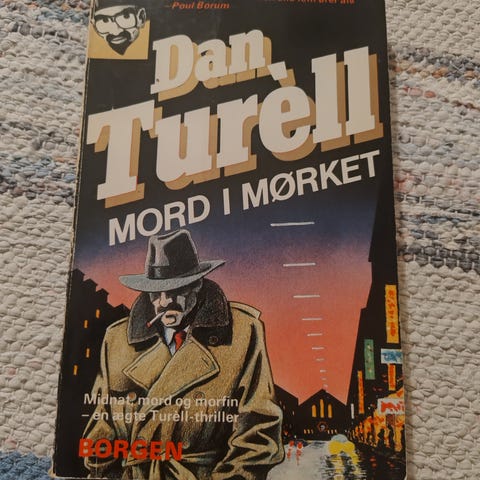 –Poul Borum
Dan
Turèll
MORD I MØRKET
Midnat, mord og morfin
– en ægte Turèll-thriller
BORGEN